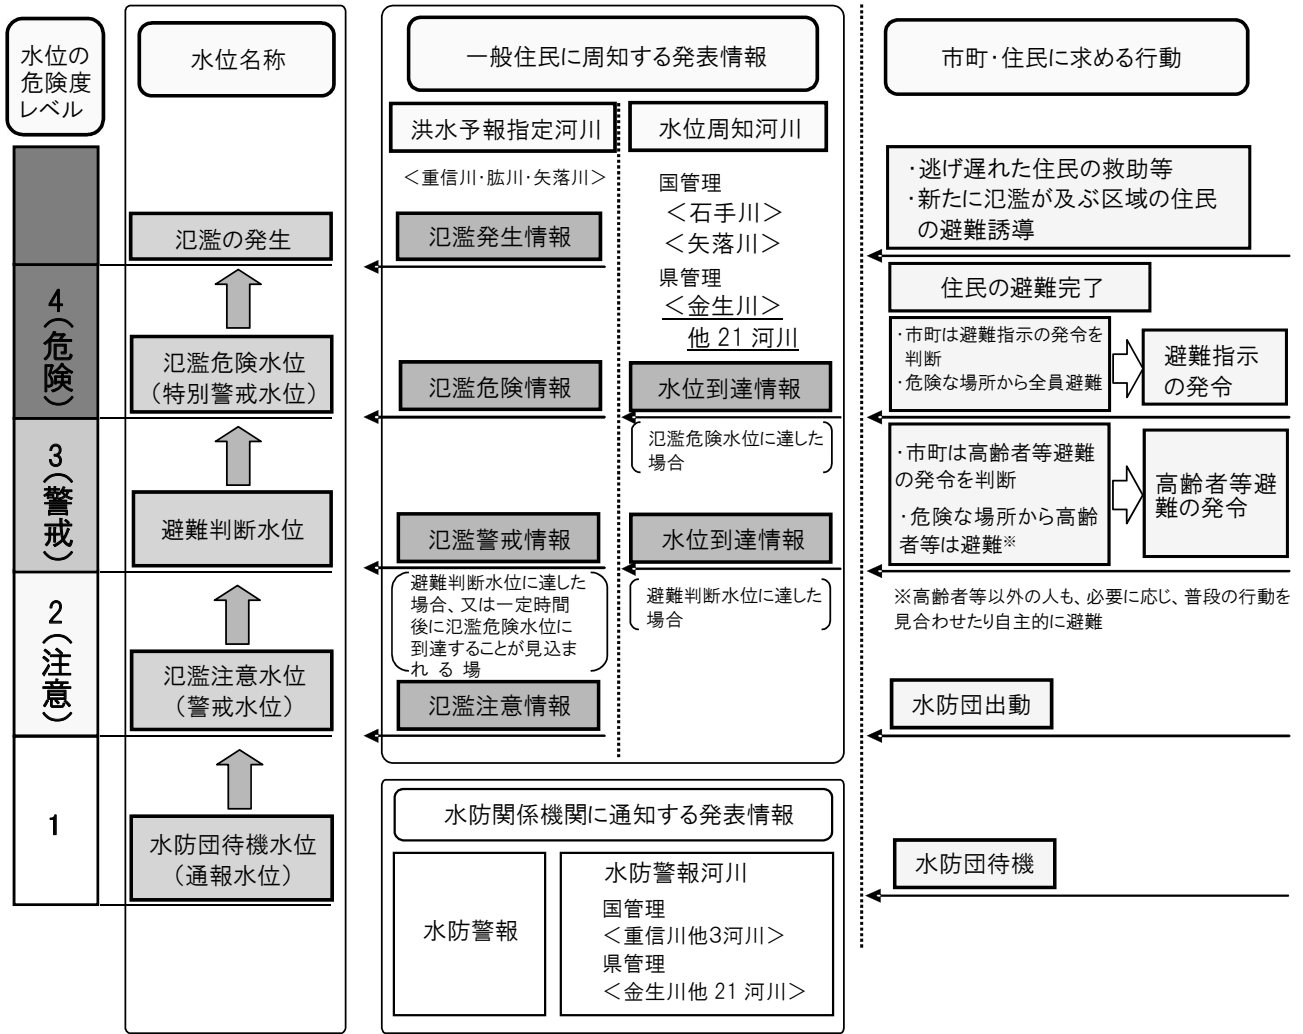 水位の
危険度
レベル
水位名称
一般住民に周知する発表情報
市町・住民に求める行動
洪水予報指定河川
水位周知河川
＜重信川・肱川・矢落川＞
国管理
＜石手川＞
＜矢落川＞
県管理
＜金生川＞
他 21 河川
・逃げ遅れた住民の救助等
・新たに氾濫が及ぶ区域の住民
の避難誘導
氾濫の発生
氾濫発生情報
住民の避難完了
4（危険）
氾濫危険水位
（特別警戒水位）
氾濫危険情報
水位到達情報
氾濫危険水位に達した
場合
・市町は避難指示の発令を
判断
・危険な場所から全員避難
避難指示
の発令
3（警戒）
避難判断水位
氾濫警戒情報
避難判断水位に達した
場合、又は一定時間
後に氾濫危険水位に
到達することが見込ま
れ る 場
水位到達情報
避難判断水位に達した
場合
・市町は高齢者等避難
の発令を判断
・危険な場所から高齢
者等は避難※
高齢者等避
難の発令
※高齢者等以外の人も、必要に応じ、普段の行動を
見合わせたり自主的に避難
2（注意）
氾濫注意水位
（警戒水位）
氾濫注意情報
水防団出動
1
水防団待機水位
（通報水位）
水防団待機
水防関係機関に通知する発表情報
水防警報
水防警報河川
国管理
＜重信川他3河川＞
県管理
＜金生川他 21 河川＞